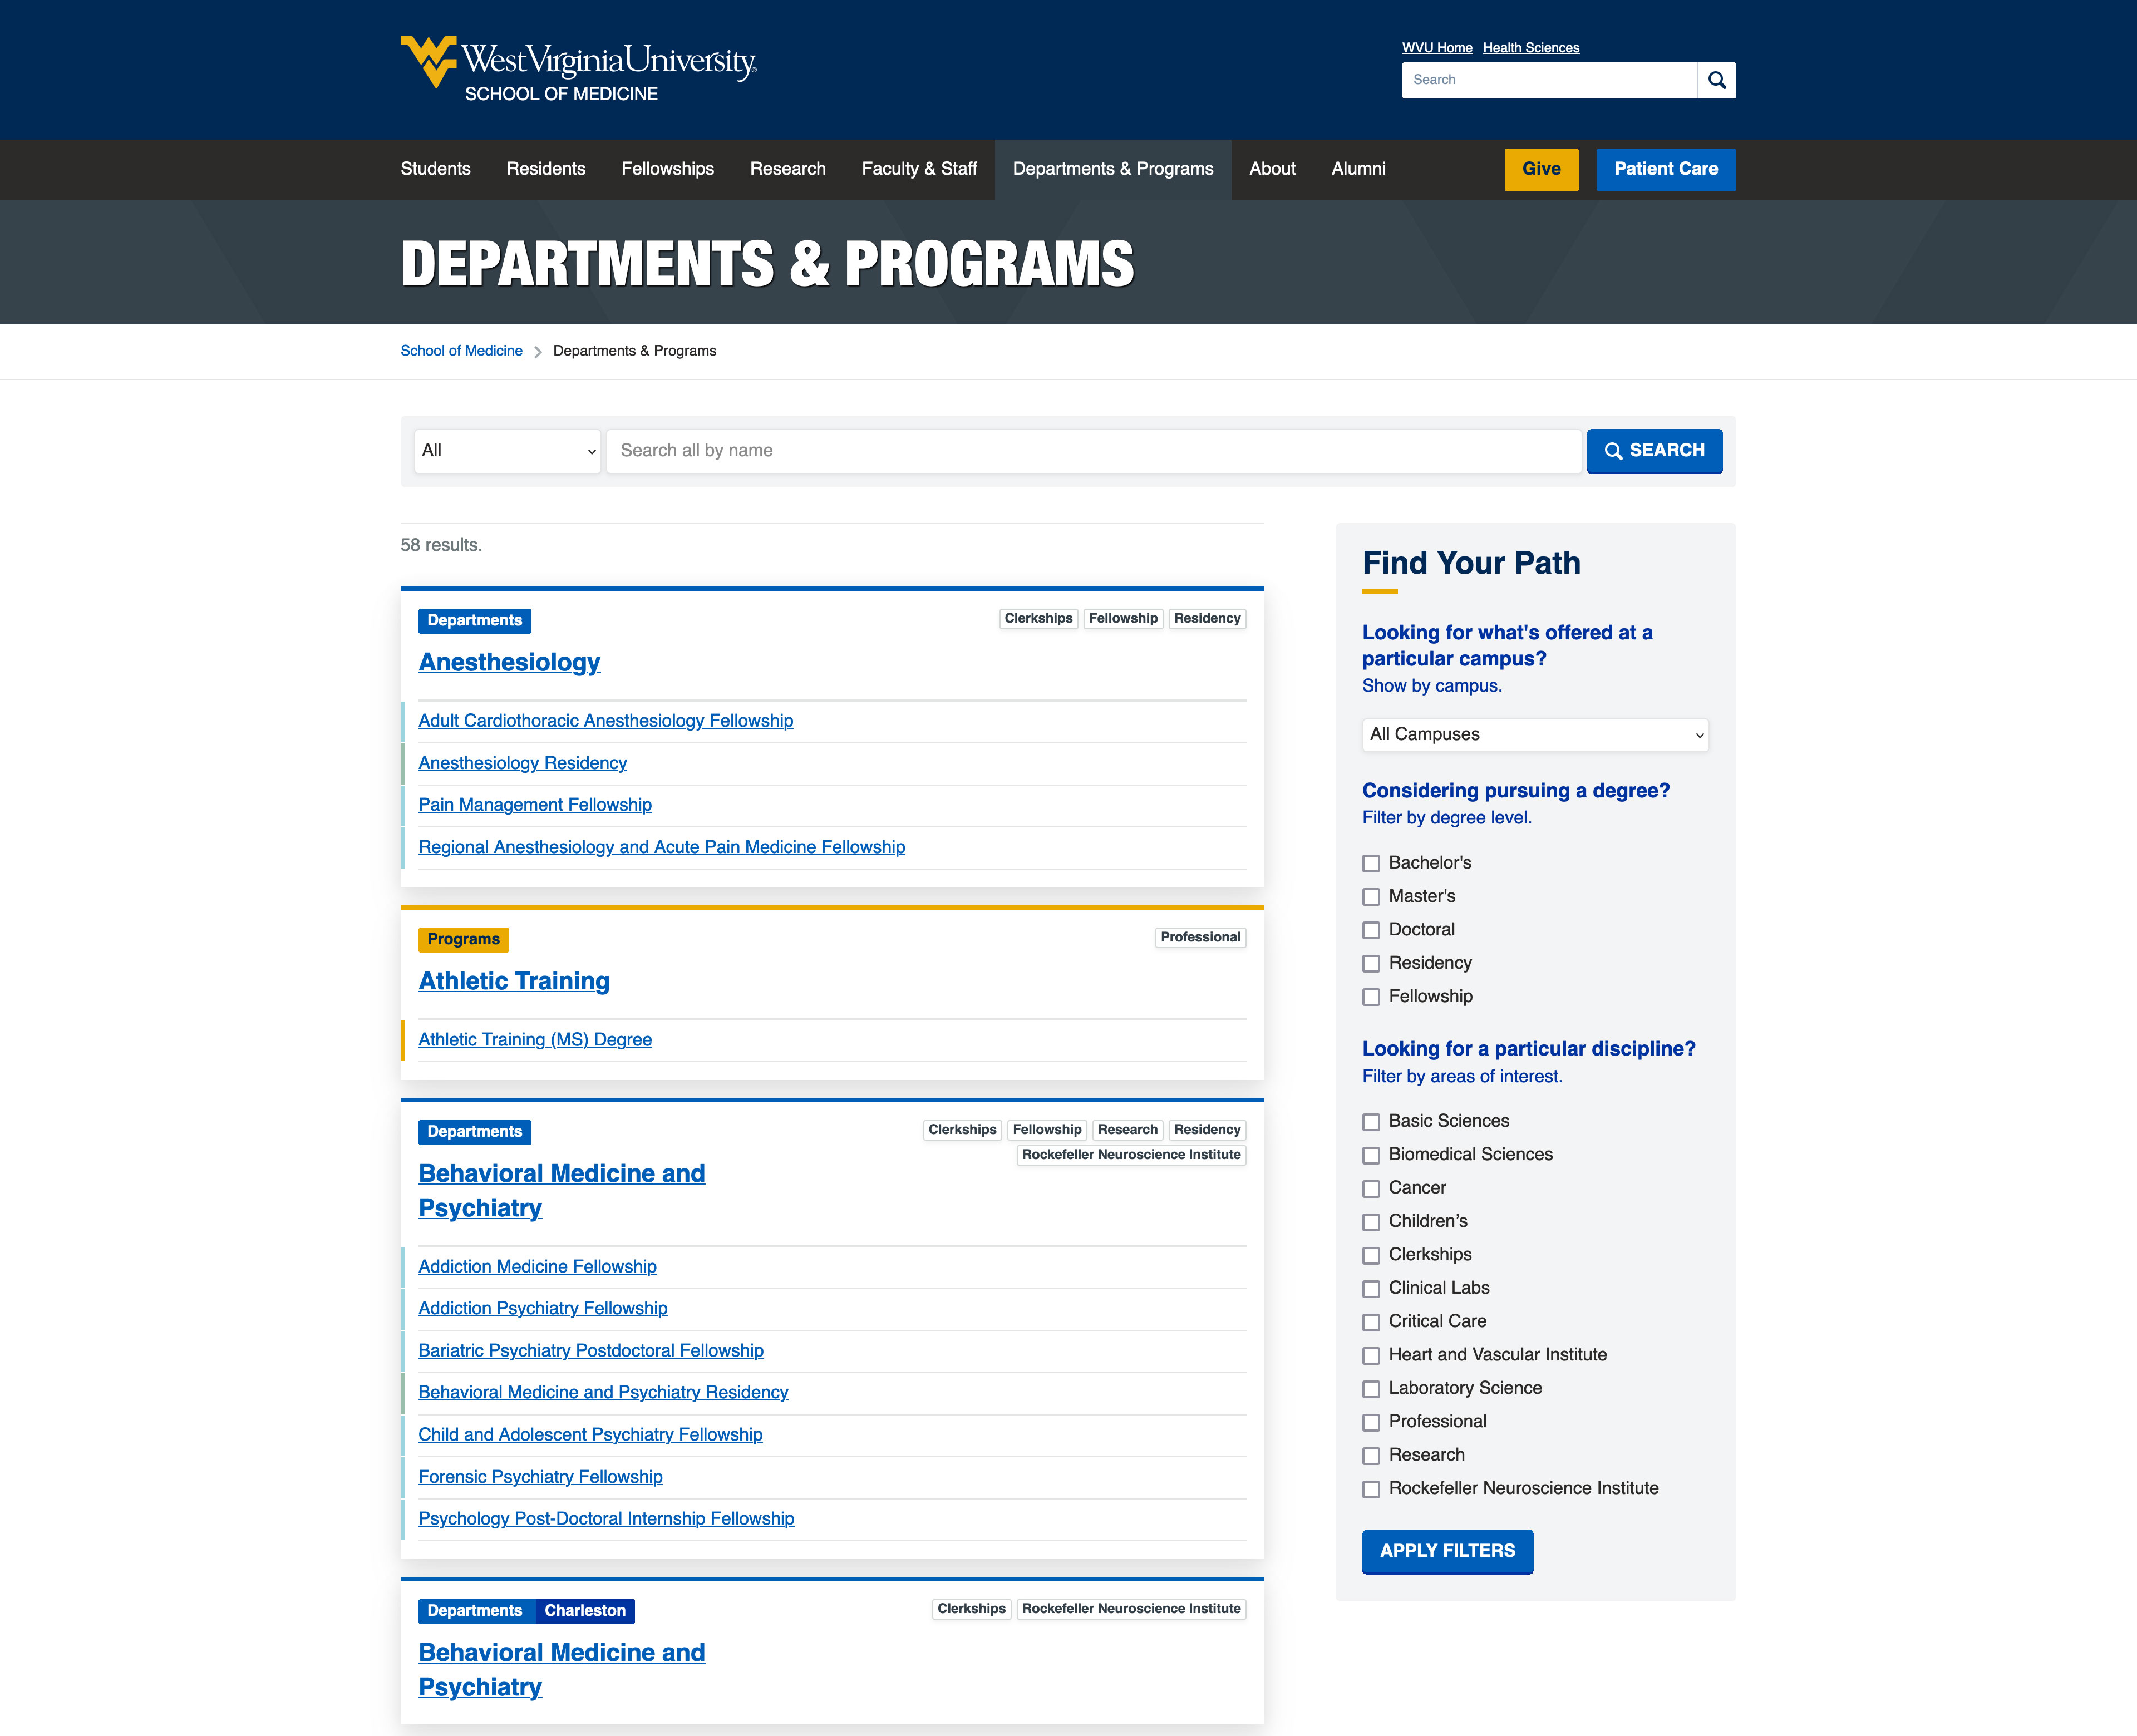 WestVirginiaUniversity®
SCHOOL OF MEDICINE
WVU Home Health Sciences
Search
Students Residents Fellowships Research Faculty & Staff Departments & Programs About Alumni Give Patient Care
DEPARTMENTS & PROGRAMS
School of Medicine Departments & Programs
All Search all by name SEARCH
58 results.
Departments Clerkships Fellowship Residency
Anesthesiology
Adult Cardiothoracic Anesthesiology Fellowship
Anesthesiology Residency
Pain Management Fellowship
Regional Anesthesiology and Acute Pain Medicine Fellowship
Programs Professional
Athletic Training
Athletic Training (MS) Degree
Departments Clerkships Fellowship Research Residency
Rockefeller Neuroscience Institute
Behavioral Medicine and
Psychiatry
Addiction Medicine Fellowship
Addiction Psychiatry Fellowship
Bariatric Psychiatry Postdoctoral Fellowship
Behavioral Medicine and Psychiatry Residency
Child and Adolescent Psychiatry Fellowship
Forensic Psychiatry Fellowship
Psychology Post-Doctoral Internship Fellowship
Departments Charleston Clerkships Rockefeller Neuroscience Institute
Behavioral Medicine and
Psychiatry
Find Your Path
Looking for what's offered at a
particular campus?
Show by campus.
All Campuses
Considering pursuing a degree?
Filter by degree level.
Bachelor's
Master's
Doctoral
Residency
Fellowship
Looking for a particular discipline?
Filter by areas of interest.
Basic Sciences
Biomedical Sciences
Cancer
Children’s
Clerkships
Clinical Labs
Critical Care
Heart and Vascular Institute
Laboratory Science
Professional
Research
Rockefeller Neuroscience Institute
APPLY FILTERS